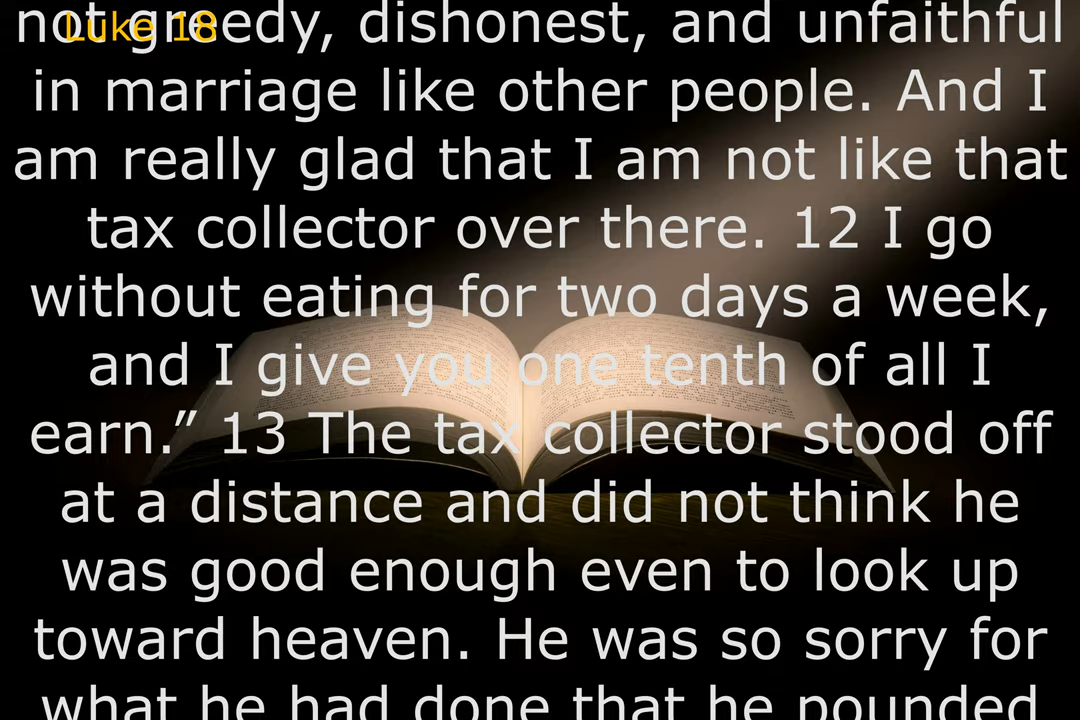 Luke 18
not greedy, dishonest, and unfaithful
in marriage like other people. And I
am really glad that I am not like that
tax collector over there. 12 I go
without eating for two days a week,
and I give you one tenth of all I
earn.” 13 The tax collector stood off
at a distance and did not think he
was good enough even to look up
toward heaven. He was so sorry for
what he had done that he pounded